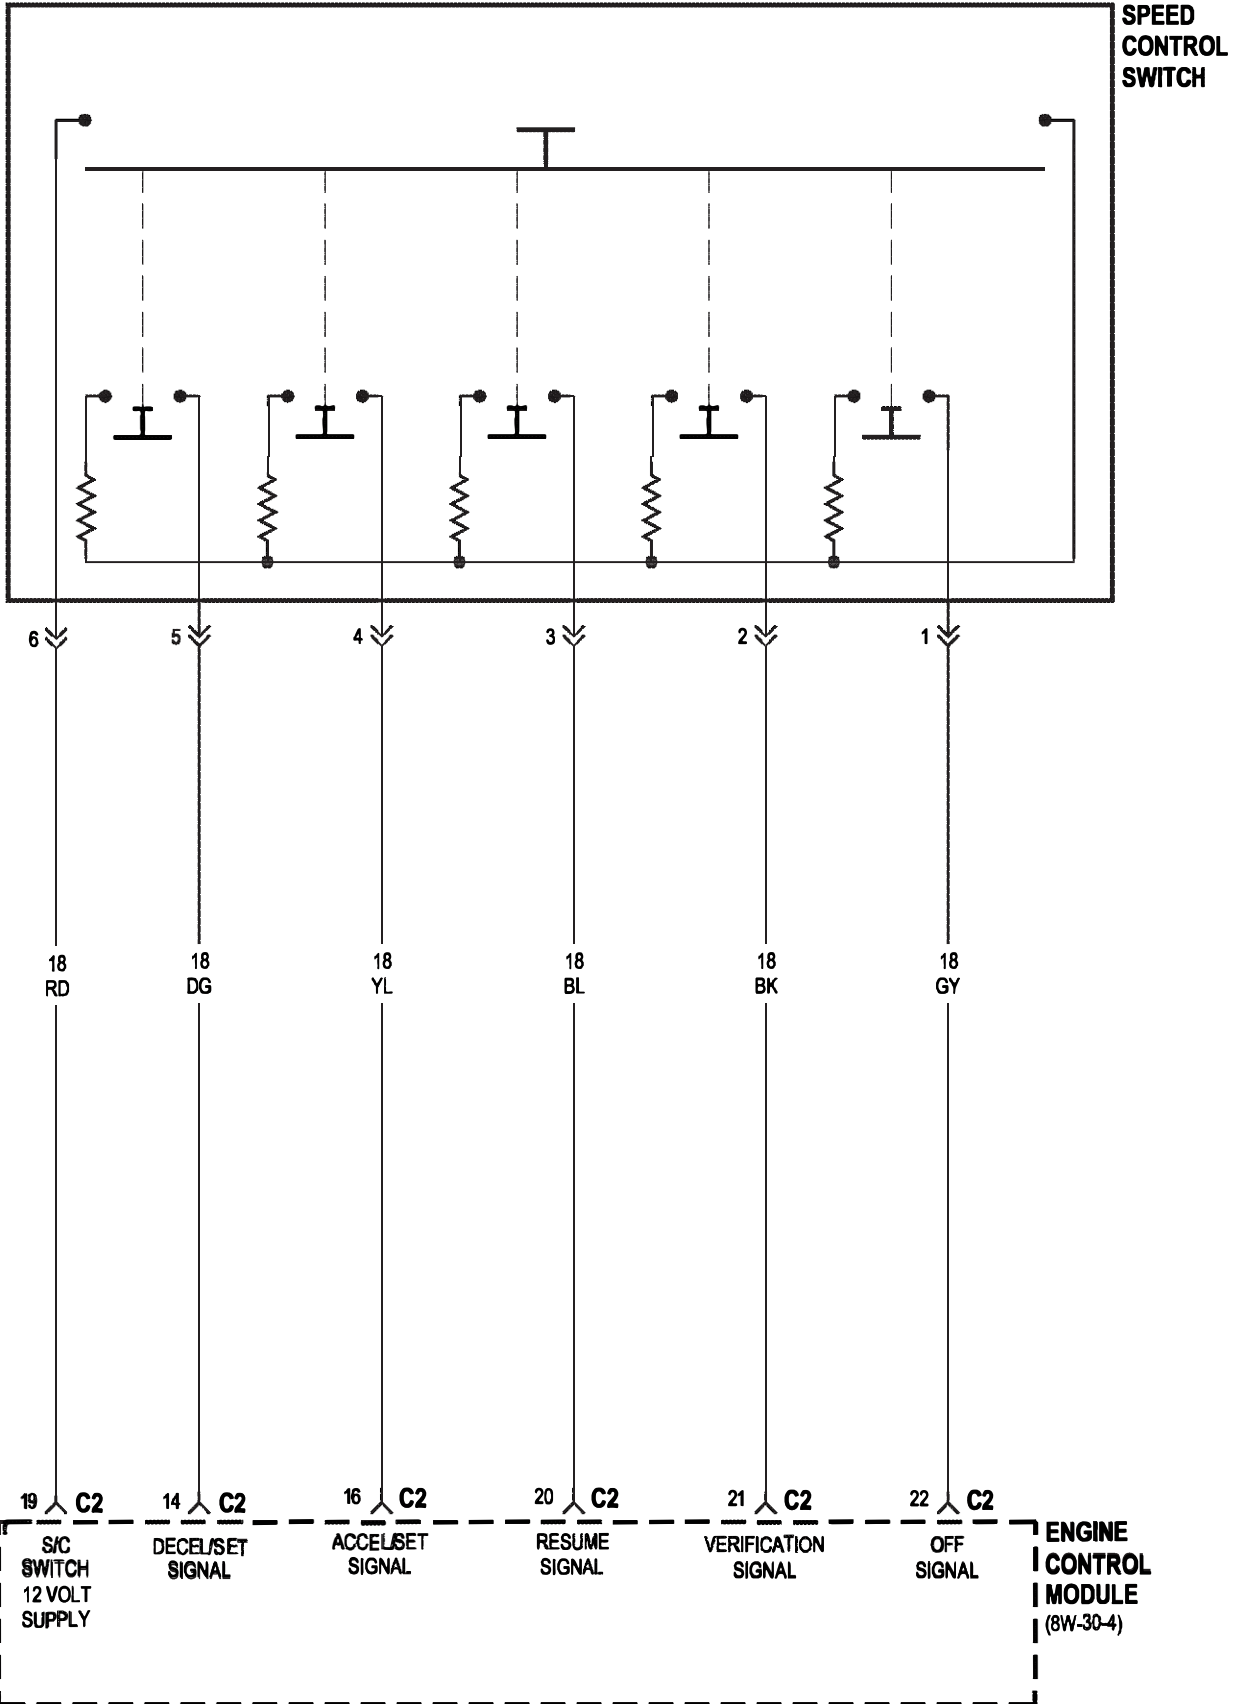 SPEED
CONTROL
SWITCH
6 5 4 3 2 1
18 18 18 18 18 18
RD DG YL BL BK GY
19 C2 14 C2 16 C2 20 C2 21 C2 22 C2
S/C
SWITCH
12 VOLT
SUPPLY
DECEL/SET
SIGNAL
ACCEL/SET
SIGNAL
RESUME
SIGNAL
VERIFICATION
SIGNAL
OFF
SIGNAL
ENGINE
CONTROL
MODULE
(8W-30-4)